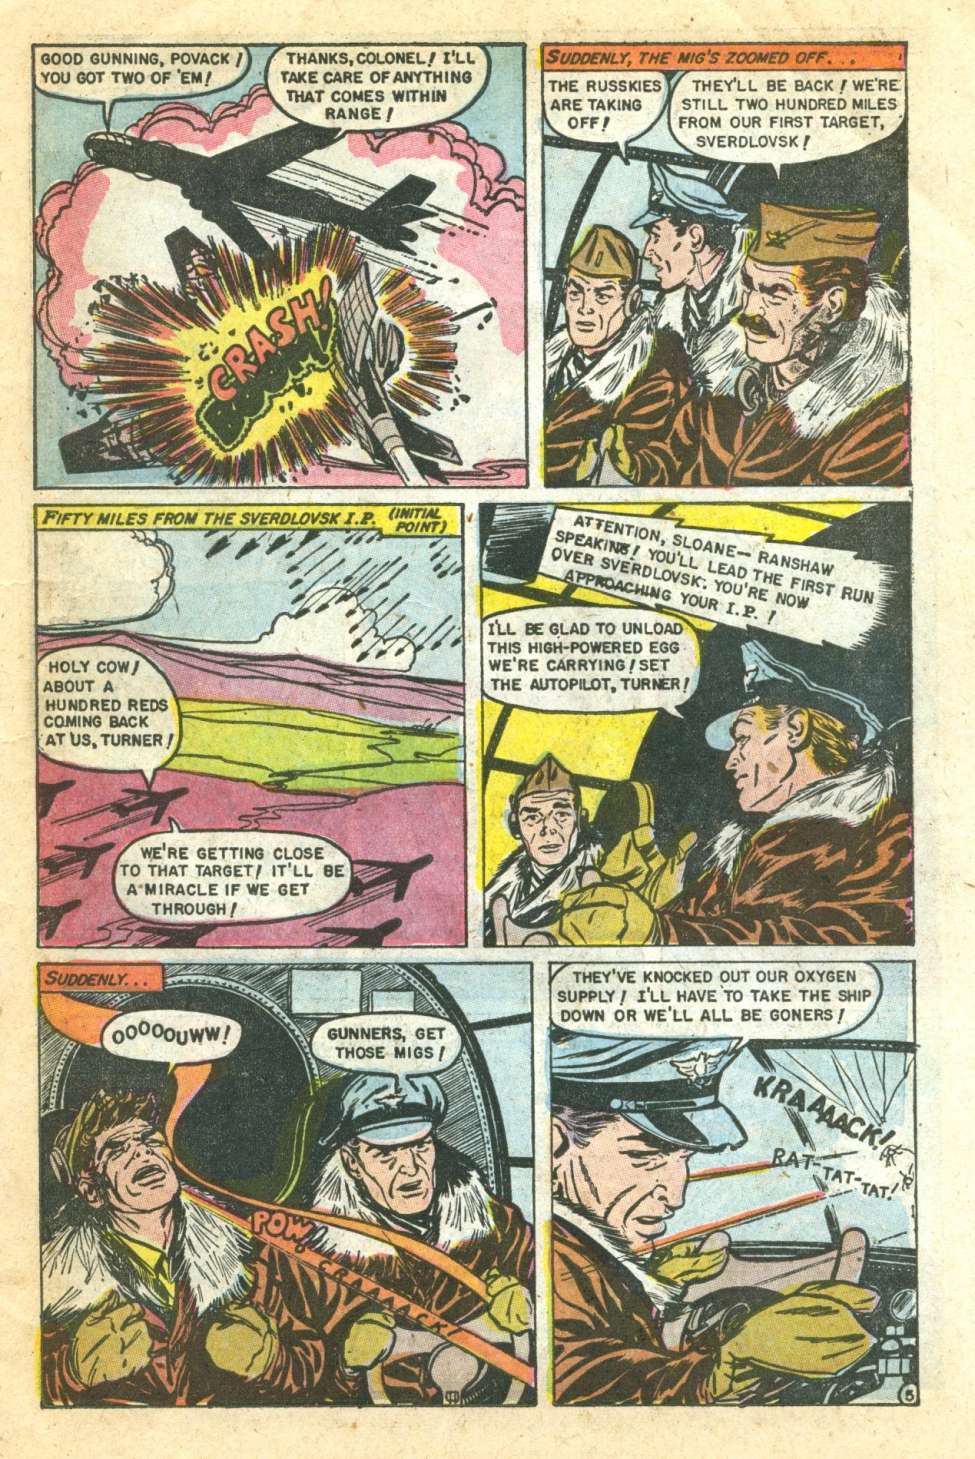 GOOD GUNNING, POVACK!
YOU GOT TWO OF 'EM!
THANKS, COLONEL! I'LL
TAKE CARE OF ANYTHING
THAT COMES WITHIN
RANGE!
CRASH!
BOOM!
SUDDENLY, THE MIG'S ZOOMED OFF...
THE RUSSKIES
ARE TAKING
OFF!
THEY'LL BE BACK! WE'RE
STILL TWO HUNDRED MILES
FROM OUR FIRST TARGET,
SVERDLOVSK!
FIFTY MILES FROM THE SVERDLOVSK I.P. (INITIAL
POINT)
HOLY COW!
ABOUT A
HUNDRED REDS
COMING BACK
AT US, TURNER!
WE'RE GETTING CLOSE
TO THAT TARGET! IT'LL BE
A MIRACLE IF WE GET
THROUGH!
ATTENTION, SLOANE— RANSHAW
SPEAKING! YOU'LL LEAD THE FIRST RUN
OVER SVERDLOVSK. YOU'RE NOW
APPROACHING YOUR I.P.!
I'LL BE GLAD TO UNLOAD
THIS HIGH-POWERED EGG
WE'RE CARRYING! SET
THE AUTOPILOT, TURNER!
SUDDENLY...
OOOOOUWW!
GUNNERS, GET
THOSE MIGS!
POW!
CRAAAACK!
THEY'VE KNOCKED OUT OUR OXYGEN
SUPPLY! I'LL HAVE TO TAKE THE SHIP
DOWN OR WE'LL ALL BE GONERS!
KRAAAACK!
RAT-TAT-TAT!
5